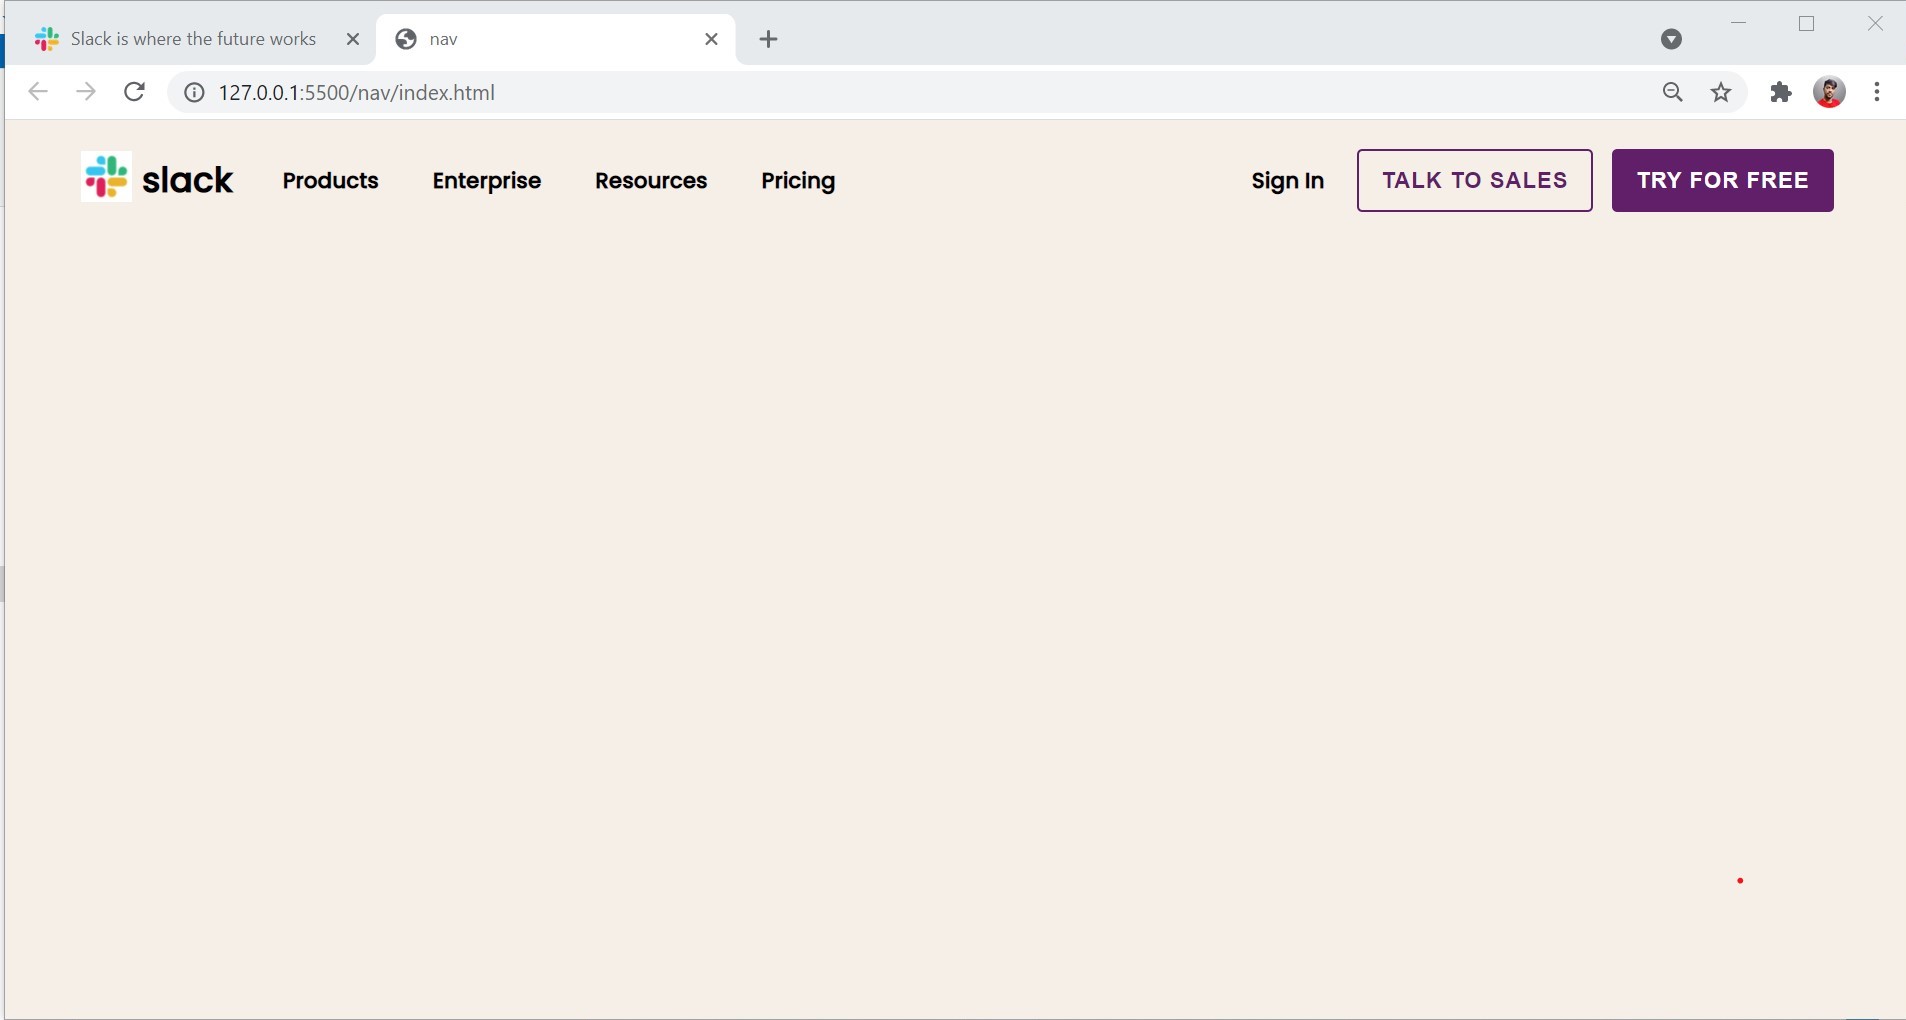 Slack is where the future works
nav
127.0.0.1:5500/nav/index.html
slack Products Enterprise Resources Pricing Sign In TALK TO SALES TRY FOR FREE